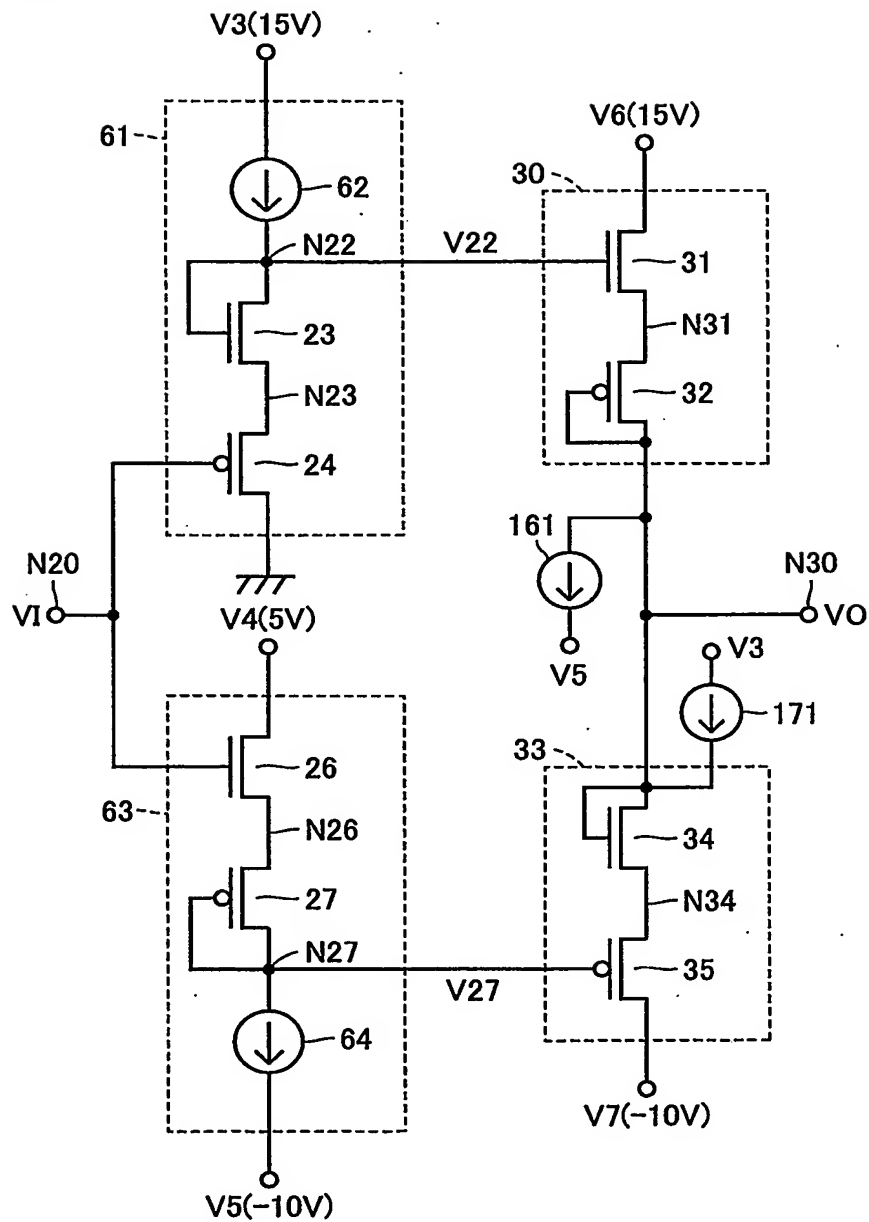 V3(15V)
61
62
N22
V22
23
N23
24
V6(15V)
30
31
N31
32
161
V5
N20
VI
V4(5V)
N30
VO
V3
171
33
63
26
N26
27
N27
V27
64
34
N34
35
V5(-10V)
V7(-10V)